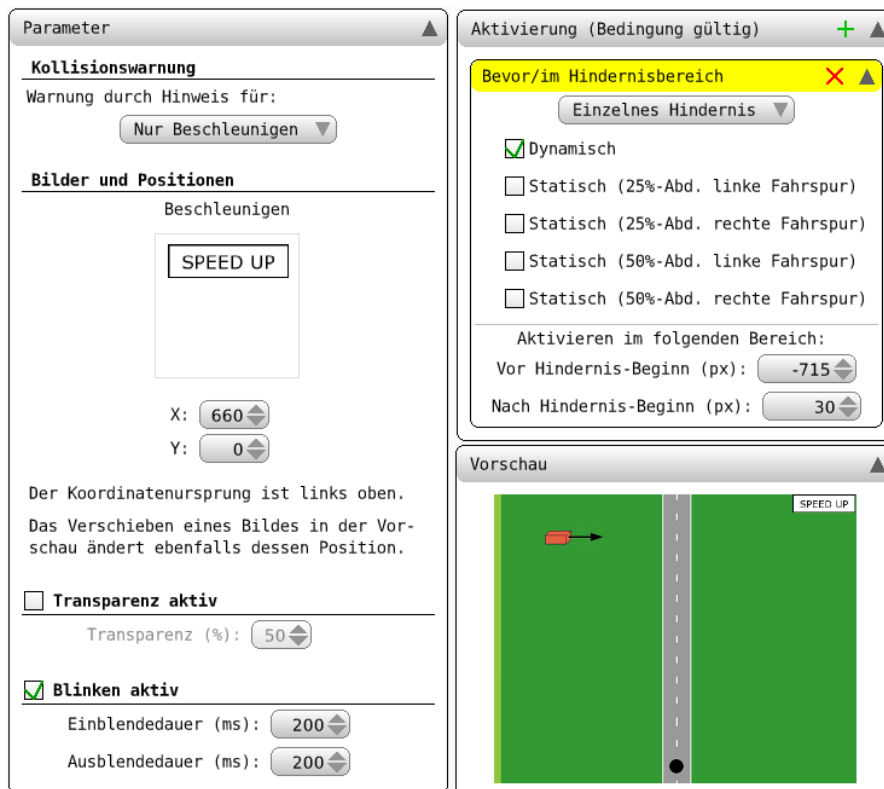 Parameter
Kollisionswarnung
Warnung durch Hinweis für:
Nur Beschleunigen
Bilder und Positionen
Beschleunigen
SPEED UP
X: 660
Y: 0
Der Koordinatenursprung ist links oben.
Das Verschieben eines Bildes in der Vor-
schau ändert ebenfalls dessen Position.
Transparenz aktiv
Transparenz (%): 50
Blinken aktiv
Einblendedauer (ms): 200
Ausblendedauer (ms): 200
Aktivierung (Bedingung gültig)
Bevor/im Hindernisbereich
Einzelnes Hindernis
Dynamisch
Statisch (25%-Abd. linke Fahrspur)
Statisch (25%-Abd. rechte Fahrspur)
Statisch (50%-Abd. linke Fahrspur)
Statisch (50%-Abd. rechte Fahrspur)
Aktivieren im folgenden Bereich:
Vor Hindernis-Beginn (px): -715
Nach Hindernis-Beginn (px): 30
Vorschau
SPEED UP